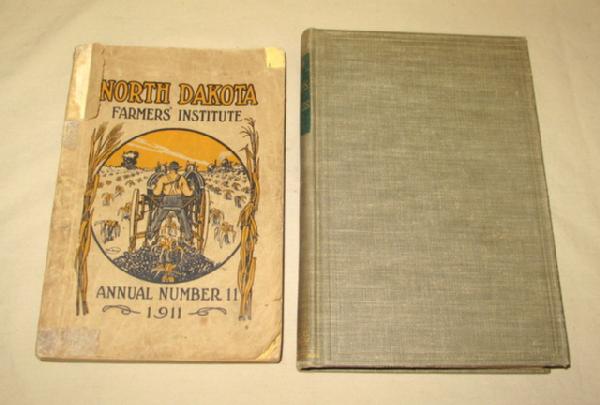 NORTH DAKOTA
FARMERS' INSTITUTE
ANNUAL NUMBER 11
1911